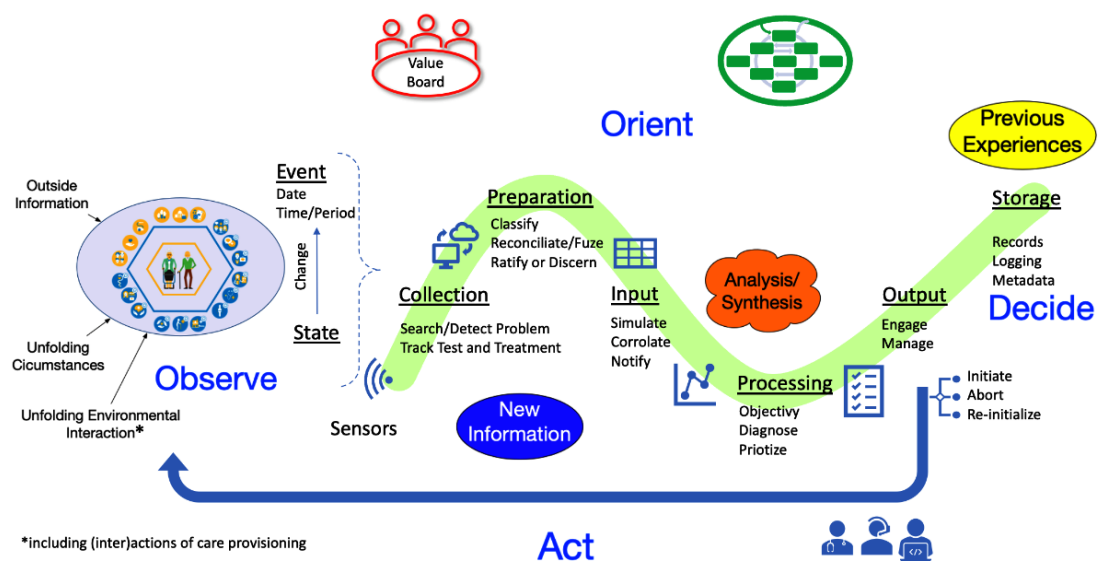 Value
Board
Orient
Previous
Experiences
Outside
Information
Event
Date
Time/Period
Change
State
Unfolding
Cicumstances
Observe
Unfolding Environmental
Interaction*
Preparation
Classify
Reconciliate/Fuze
Ratify or Discern
Collection
Search/Detect Problem
Track Test and Treatment
Sensors
New
Information
Input
Simulate
Corrolate
Notify
Analysis/
Synthesis
Processing
Objectivy
Diagnose
Priotize
Output
Engage
Manage
Storage
Records
Logging
Metadata
Decide
Initiate
Abort
Re-initialize
*including (inter)actions of care provisioning
Act